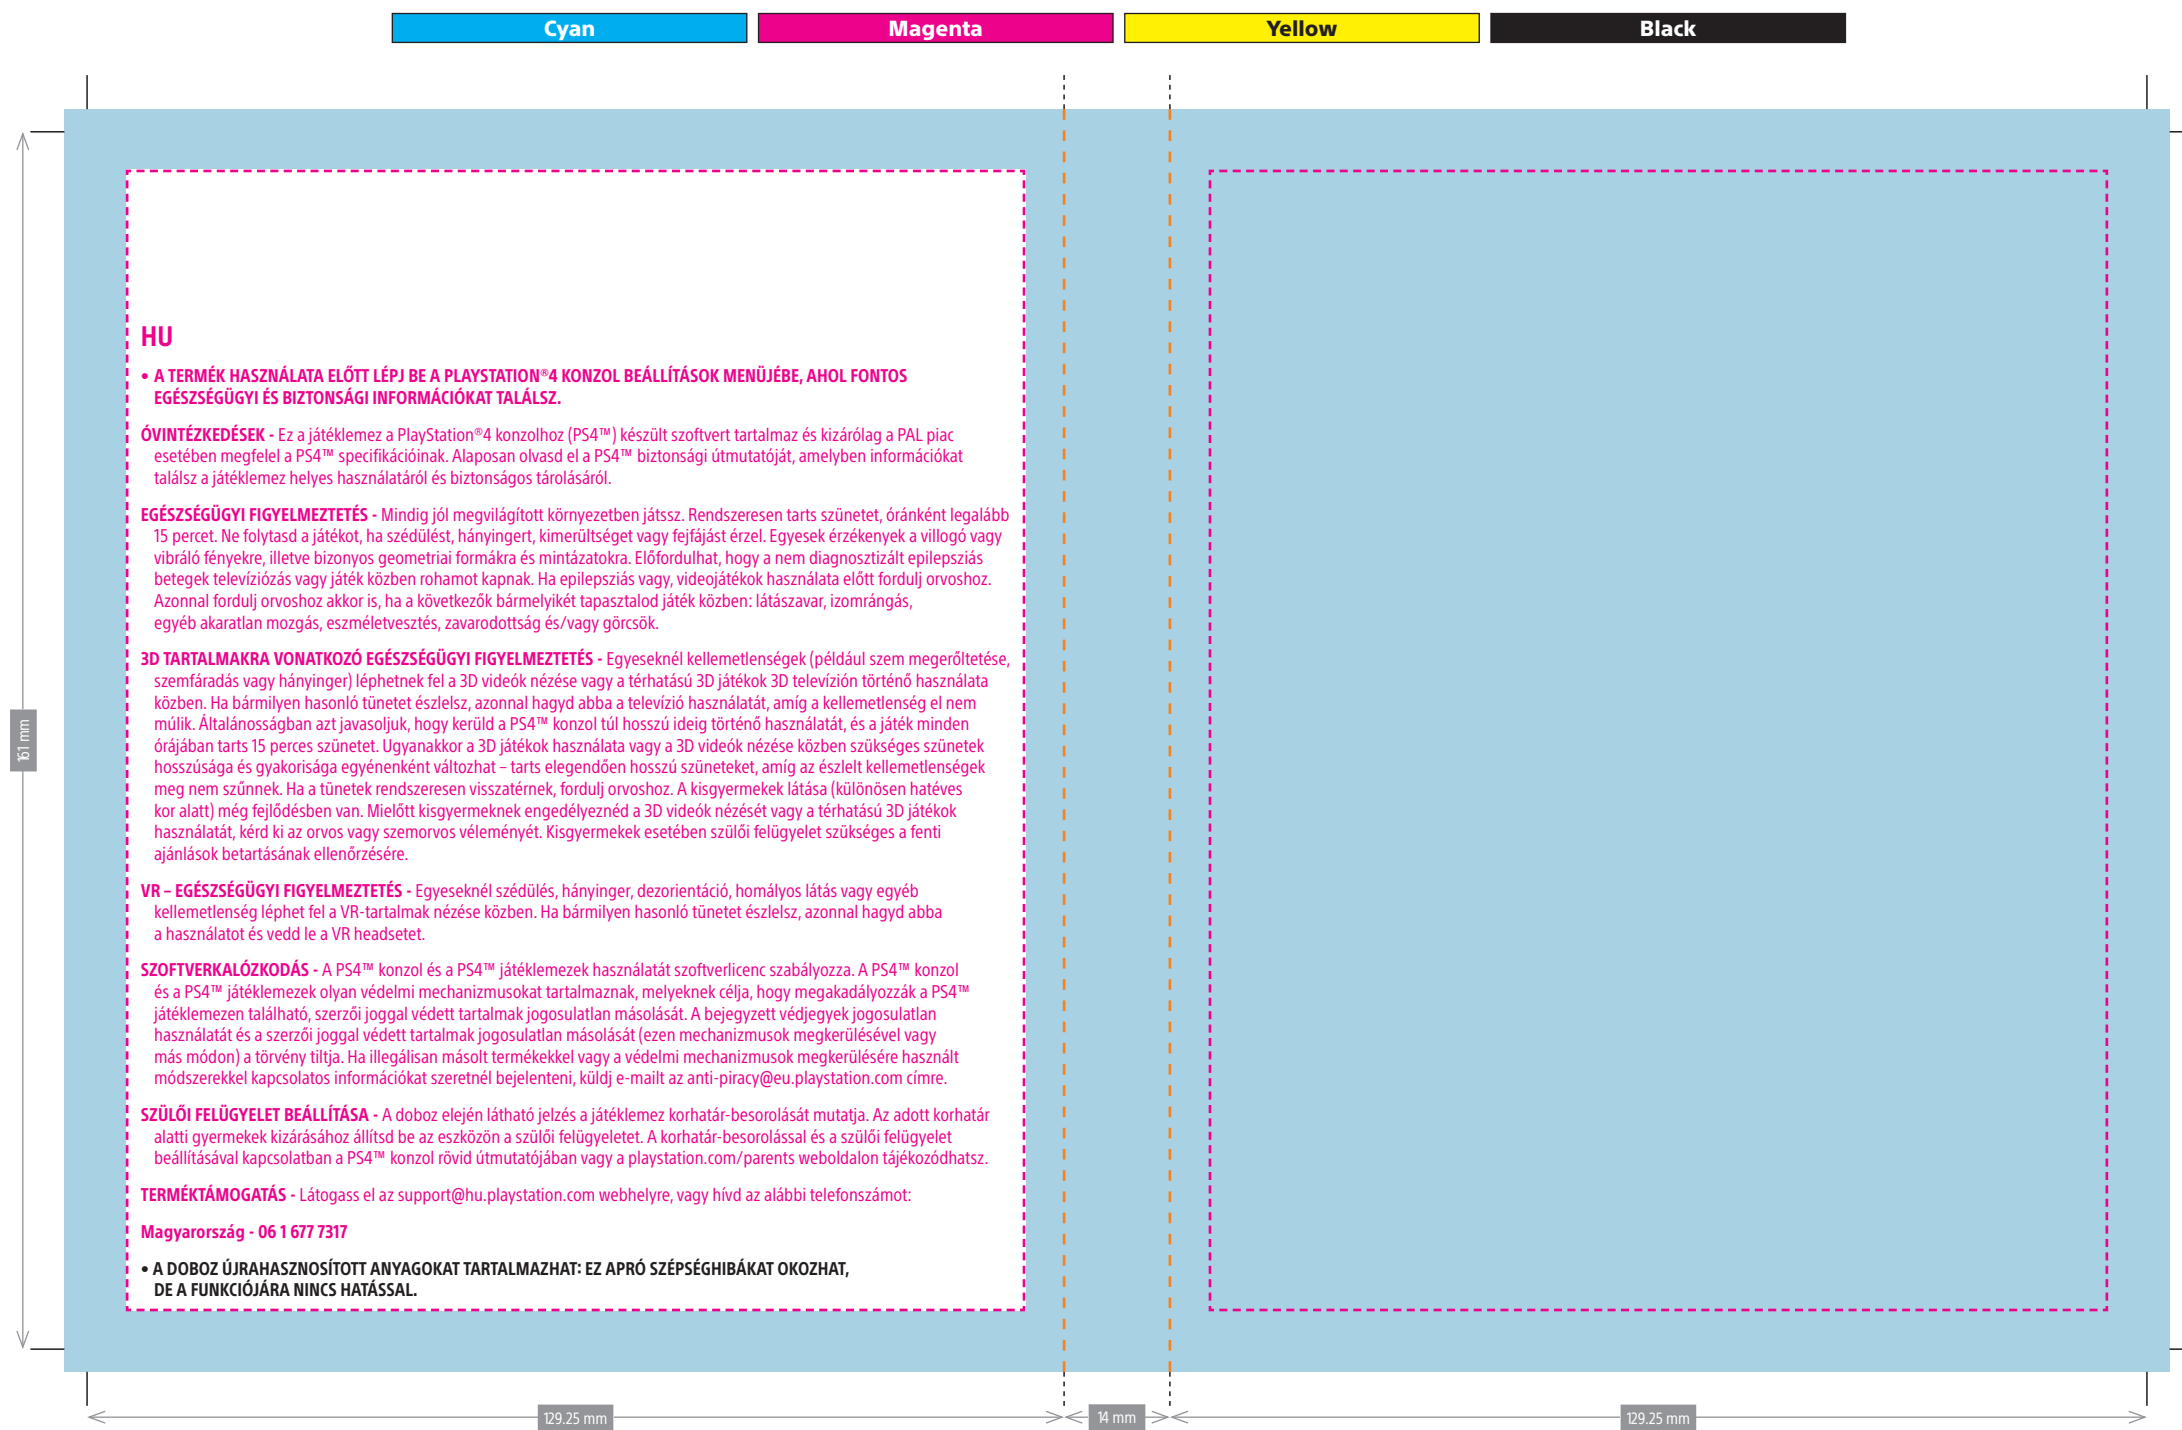 Cyan Magenta Yellow Black
HU
• A TERMÉK HASZNÁLATA ELŐTT LÉPJ BE A PLAYSTATION®4 KONZOL BEÁLLÍTÁSOK MENÜJÉBE, AHOL FONTOS
EGÉSZSÉGÜGYI ÉS BIZTONSÁGI INFORMÁCIÓKAT TALÁLSZ.
ÓVINTÉZKEDÉSEK - Ez a játéklemez a PlayStation®4 konzolhoz (PS4™) készült szoftvert tartalmaz és kizárólag a PAL piac
esetében megfelel a PS4™ specifikációinak. Alaposan olvasd el a PS4™ biztonsági útmutatóját, amelyben információkat
találsz a játéklemez helyes használatáról és biztonságos tárolásáról.
EGÉSZSÉGÜGYI FIGYELMEZTETÉS - Mindig jól megvilágított környezetben játssz. Rendszeresen tarts szünetet, óránként legalább
15 percet. Ne folytasd a játékot, ha szédülést, hányingert, kimerültséget vagy fejfájást érzel. Egyesek érzékenyek a villogó vagy
vibráló fényekre, illetve bizonyos geometriai formákra és mintázatokra. Előfordulhat, hogy a nem diagnosztizált epilepsziás
betegek televíziózás vagy játék közben rohamot kapnak. Ha epilepsziás vagy, videojátékok használata előtt fordulj orvoshoz.
Azonnal fordulj orvoshoz akkor is, ha a következők bármelyikét tapasztalod játék közben: látászavar, izomrángás,
egyéb akaratlan mozgás, eszméletvesztés, zavarodottság és/vagy görcsök.
3D TARTALMAKRA VONATKOZÓ EGÉSZSÉGÜGYI FIGYELMEZTETÉS - Egyeseknél kellemetlenségek (például szem megerőltetése,
szemfáradás vagy hányinger) léphetnek fel a 3D videók nézése vagy a térhatású 3D játékok 3D televízión történő használata
közben. Ha bármilyen hasonló tünetet észlelsz, azonnal hagyd abba a televízió használatát, amíg a kellemetlenség el nem
múlik. Általánosságban azt javasoljuk, hogy kerüld a PS4™ konzol túl hosszú ideig történő használatát, és a játék minden
órájában tarts 15 perces szünetet. Ugyanakkor a 3D játékok használata vagy a 3D videók nézése közben szükséges szünetek
hosszúsága és gyakorisága egyénenként változhat – tarts elegendően hosszú szüneteket, amíg az észlelt kellemetlenségek
meg nem szűnnek. Ha a tünetek rendszeresen visszatérnek, fordulj orvoshoz. A kisgyermekek látása (különösen hatéves
kor alatt) még fejlődésben van. Mielőtt kisgyermeknek engedélyeznéd a 3D videók nézését vagy a térhatású 3D játékok
használatát, kérd ki az orvos vagy szemorvos véleményét. Kisgyermekek esetében szülői felügyelet szükséges a fenti
ajánlások betartásának ellenőrzésére.
VR – EGÉSZSÉGÜGYI FIGYELMEZTETÉS - Egyeseknél szédülés, hányinger, dezorientáció, homályos látás vagy egyéb
kellemetlenség léphet fel a VR-tartalmak nézése közben. Ha bármilyen hasonló tünetet észlelsz, azonnal hagyd abba
a használatot és vedd le a VR headsetet.
SZOFTVERKALÓZKODÁS - A PS4™ konzol és a PS4™ játéklemezek használatát szoftverlicenc szabályozza. A PS4™ konzol
és a PS4™ játéklemezek olyan védelmi mechanizmusokat tartalmaznak, melyeknek célja, hogy megakadályozzák a PS4™
játéklemezen található, szerzői joggal védett tartalmak jogosulatlan másolását. A bejegyzett védjegyek jogosulatlan
használatát és a szerzői joggal védett tartalmak jogosulatlan másolását (ezen mechanizmusok megkerülésével vagy
más módon) a törvény tiltja. Ha illegálisan másolt termékekkel vagy a védelmi mechanizmusok megkerülésére használt
módszerekkel kapcsolatos információkat szeretnél bejelenteni, küldj e-mailt az anti-piracy@eu.playstation.com címre.
SZÜLŐI FELÜGYELET BEÁLLÍTÁSA - A doboz elején látható jelzés a játéklemez korhatár-besorolását mutatja. Az adott korhatár
alatti gyermekek kizárásához állítsd be az eszközön a szülői felügyeletet. A korhatár-besorolással és a szülői felügyelet
beállításával kapcsolatban a PS4™ konzol rövid útmutatójában vagy a playstation.com/parents weboldalon tájékozódhatsz.
TERMÉKTÁMOGATÁS - Látogass el az support@hu.playstation.com webhelyre, vagy hívd az alábbi telefonszámot:
Magyarország - 06 1 677 7317
• A DOBOZ ÚJRAHASZNOSÍTOTT ANYAGOKAT TARTALMAZHAT: EZ APRÓ SZÉPSÉGHIBÁKAT OKOZHAT,
DE A FUNKCIÓJÁRA NINCS HATÁSSAL.
161 mm
129.25 mm 14 mm 129.25 mm